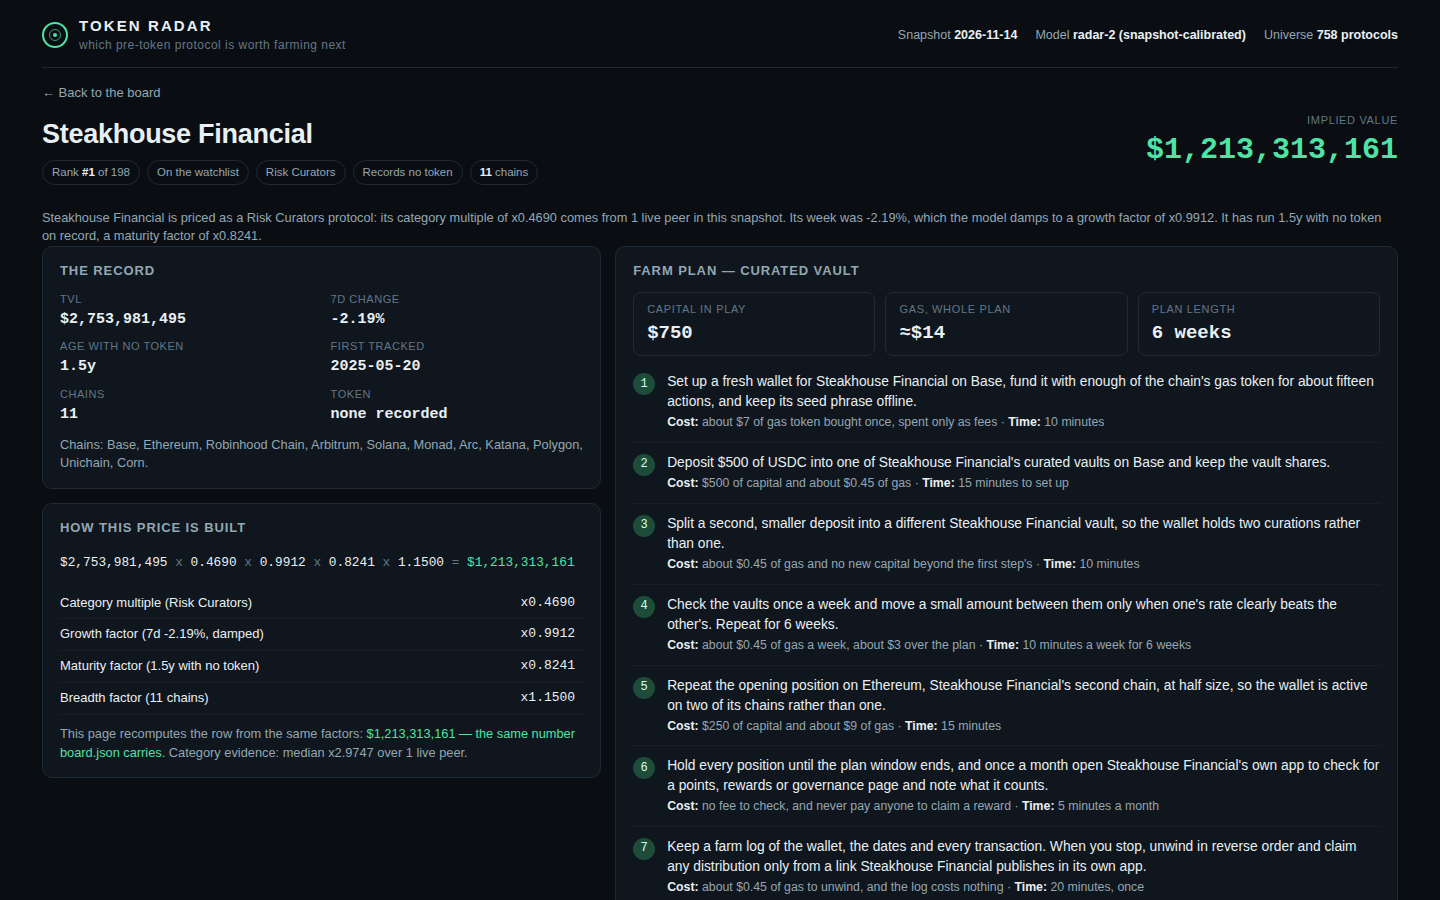 TOKEN RADAR
which pre-token protocol is worth farming next
Snapshot 2026-11-14 Model radar-2 (snapshot-calibrated) Universe 758 protocols
← Back to the board
Steakhouse Financial
IMPLIED VALUE
$1,213,313,161
Rank #1 of 198
On the watchlist
Risk Curators
Records no token
11 chains
Steakhouse Financial is priced as a Risk Curators protocol: its category multiple of x0.4690 comes from 1 live peer in this snapshot. Its week was -2.19%, which the model damps to a growth factor of x0.9912. It has run 1.5y with no token
on record, a maturity factor of x0.8241.
THE RECORD
TVL
$2,753,981,495
7D CHANGE
-2.19%
AGE WITH NO TOKEN
1.5y
FIRST TRACKED
2025-05-20
CHAINS
11
TOKEN
none recorded
Chains: Base, Ethereum, Robinhood Chain, Arbitrum, Solana, Monad, Arc, Katana, Polygon,
Unichain, Corn.
HOW THIS PRICE IS BUILT
$2,753,981,495 x 0.4690 x 0.9912 x 0.8241 x 1.1500 = $1,213,313,161
Category multiple (Risk Curators) x0.4690
Growth factor (7d -2.19%, damped) x0.9912
Maturity factor (1.5y with no token) x0.8241
Breadth factor (11 chains) x1.1500
This page recomputes the row from the same factors: $1,213,313,161 — the same number
board.json carries. Category evidence: median x2.9747 over 1 live peer.
FARM PLAN — CURATED VAULT
CAPITAL IN PLAY
$750
GAS, WHOLE PLAN
≈$14
PLAN LENGTH
6 weeks
1 Set up a fresh wallet for Steakhouse Financial on Base, fund it with enough of the chain's gas token for about fifteen
actions, and keep its seed phrase offline.
Cost: about $7 of gas token bought once, spent only as fees · Time: 10 minutes
2 Deposit $500 of USDC into one of Steakhouse Financial's curated vaults on Base and keep the vault shares.
Cost: $500 of capital and about $0.45 of gas · Time: 15 minutes to set up
3 Split a second, smaller deposit into a different Steakhouse Financial vault, so the wallet holds two curations rather
than one.
Cost: about $0.45 of gas and no new capital beyond the first step's · Time: 10 minutes
4 Check the vaults once a week and move a small amount between them only when one's rate clearly beats the
other's. Repeat for 6 weeks.
Cost: about $0.45 of gas a week, about $3 over the plan · Time: 10 minutes a week for 6 weeks
5 Repeat the opening position on Ethereum, Steakhouse Financial's second chain, at half size, so the wallet is active
on two of its chains rather than one.
Cost: $250 of capital and about $9 of gas · Time: 15 minutes
6 Hold every position until the plan window ends, and once a month open Steakhouse Financial's own app to check for
a points, rewards or governance page and note what it counts.
Cost: no fee to check, and never pay anyone to claim a reward · Time: 5 minutes a month
7 Keep a farm log of the wallet, the dates and every transaction. When you stop, unwind in reverse order and claim
any distribution only from a link Steakhouse Financial publishes in its own app.
Cost: about $0.45 of gas to unwind, and the log costs nothing · Time: 20 minutes, once